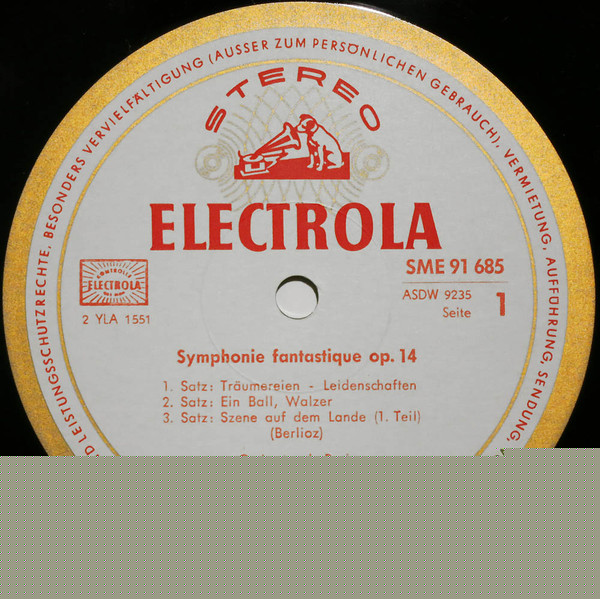 D LEISTUNGSSCHUTZRECHTE, BESONDERS VERVIELFÄLTIGUNG (AUSSER ZUM PERSÖNLICHEN GEBRAUCH), VERMIETUNG, AUFFÜHRUNG, SENDUNG,
STEREO
ELECTROLA
KONTROLLE
ELECTROLA
2 YLA 1551
SME 91 685
ASDW 9235
Seite 1
Symphonie fantastique op. 14
1. Satz: Träumereien - Leidenschaften
2. Satz: Ein Ball, Walzer
3. Satz: Szene auf dem Lande (1. Teil)
(Berlioz)